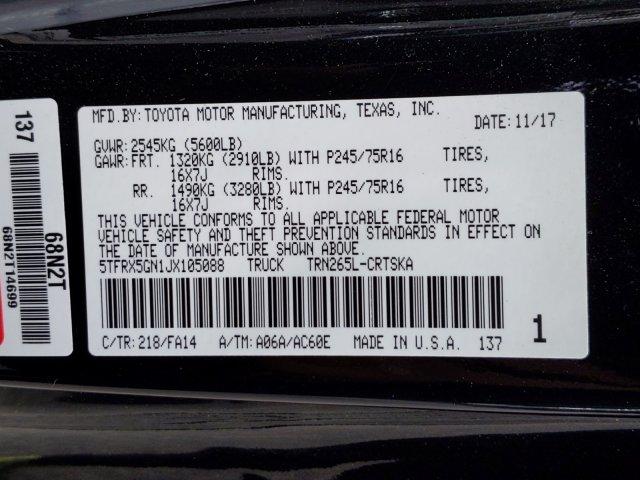 MFD.BY:TOYOTA MOTOR MANUFACTURING, TEXAS, INC.
DATE:11/17
GVWR:2545KG (5600LB)
GAWR:FRT. 1320KG (2910LB) WITH P245/75R16 TIRES,
16X7J RIMS.
RR. 1490KG (3280LB) WITH P245/75R16 TIRES,
16X7J RIMS.
THIS VEHICLE CONFORMS TO ALL APPLICABLE FEDERAL MOTOR
VEHICLE SAFETY AND THEFT PREVENTION STANDARDS IN EFFECT
ON THE DATE OF MANUFACTURE SHOWN ABOVE.
5TFRX5GN1JX105088 TRUCK TRN265L-CRTSKA
C/TR:218/FA14 A/TM:A06A/AC60E MADE IN U.S.A. 137
1
137
68N2T
68N2T14699